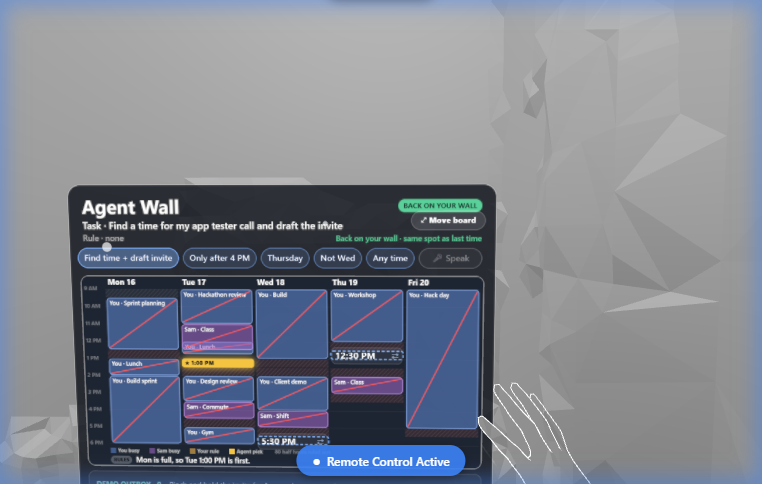 Agent Wall
BACK ON YOUR WALL
Move board
Task · Find a time for my app tester call and draft the invite
Rule · none
Back on your wall · same spot as last time
Find time + draft invite
Only after 4 PM
Thursday
Not Wed
Any time
Speak
Mon 16
Tue 17
Wed 18
Thu 19
Fri 20
9 AM
10 AM
11 AM
12 PM
1 PM
2 PM
3 PM
4 PM
5 PM
6 PM
You · Sprint planning
You · Lunch
You · Build sprint
You · Hackathon review
Sam · Class
You · Lunch
1:00 PM
You · Design review
Sam · Commute
You · Gym
You · Build
You · Client demo
Sam · Shift
5:30 PM
You · Workshop
12:30 PM
Sam · Class
You · Hack day
You busy
Sam busy
Your rule
Agent pick
Mon is full, so Tue 1:00 PM is first.
Remote Control Active